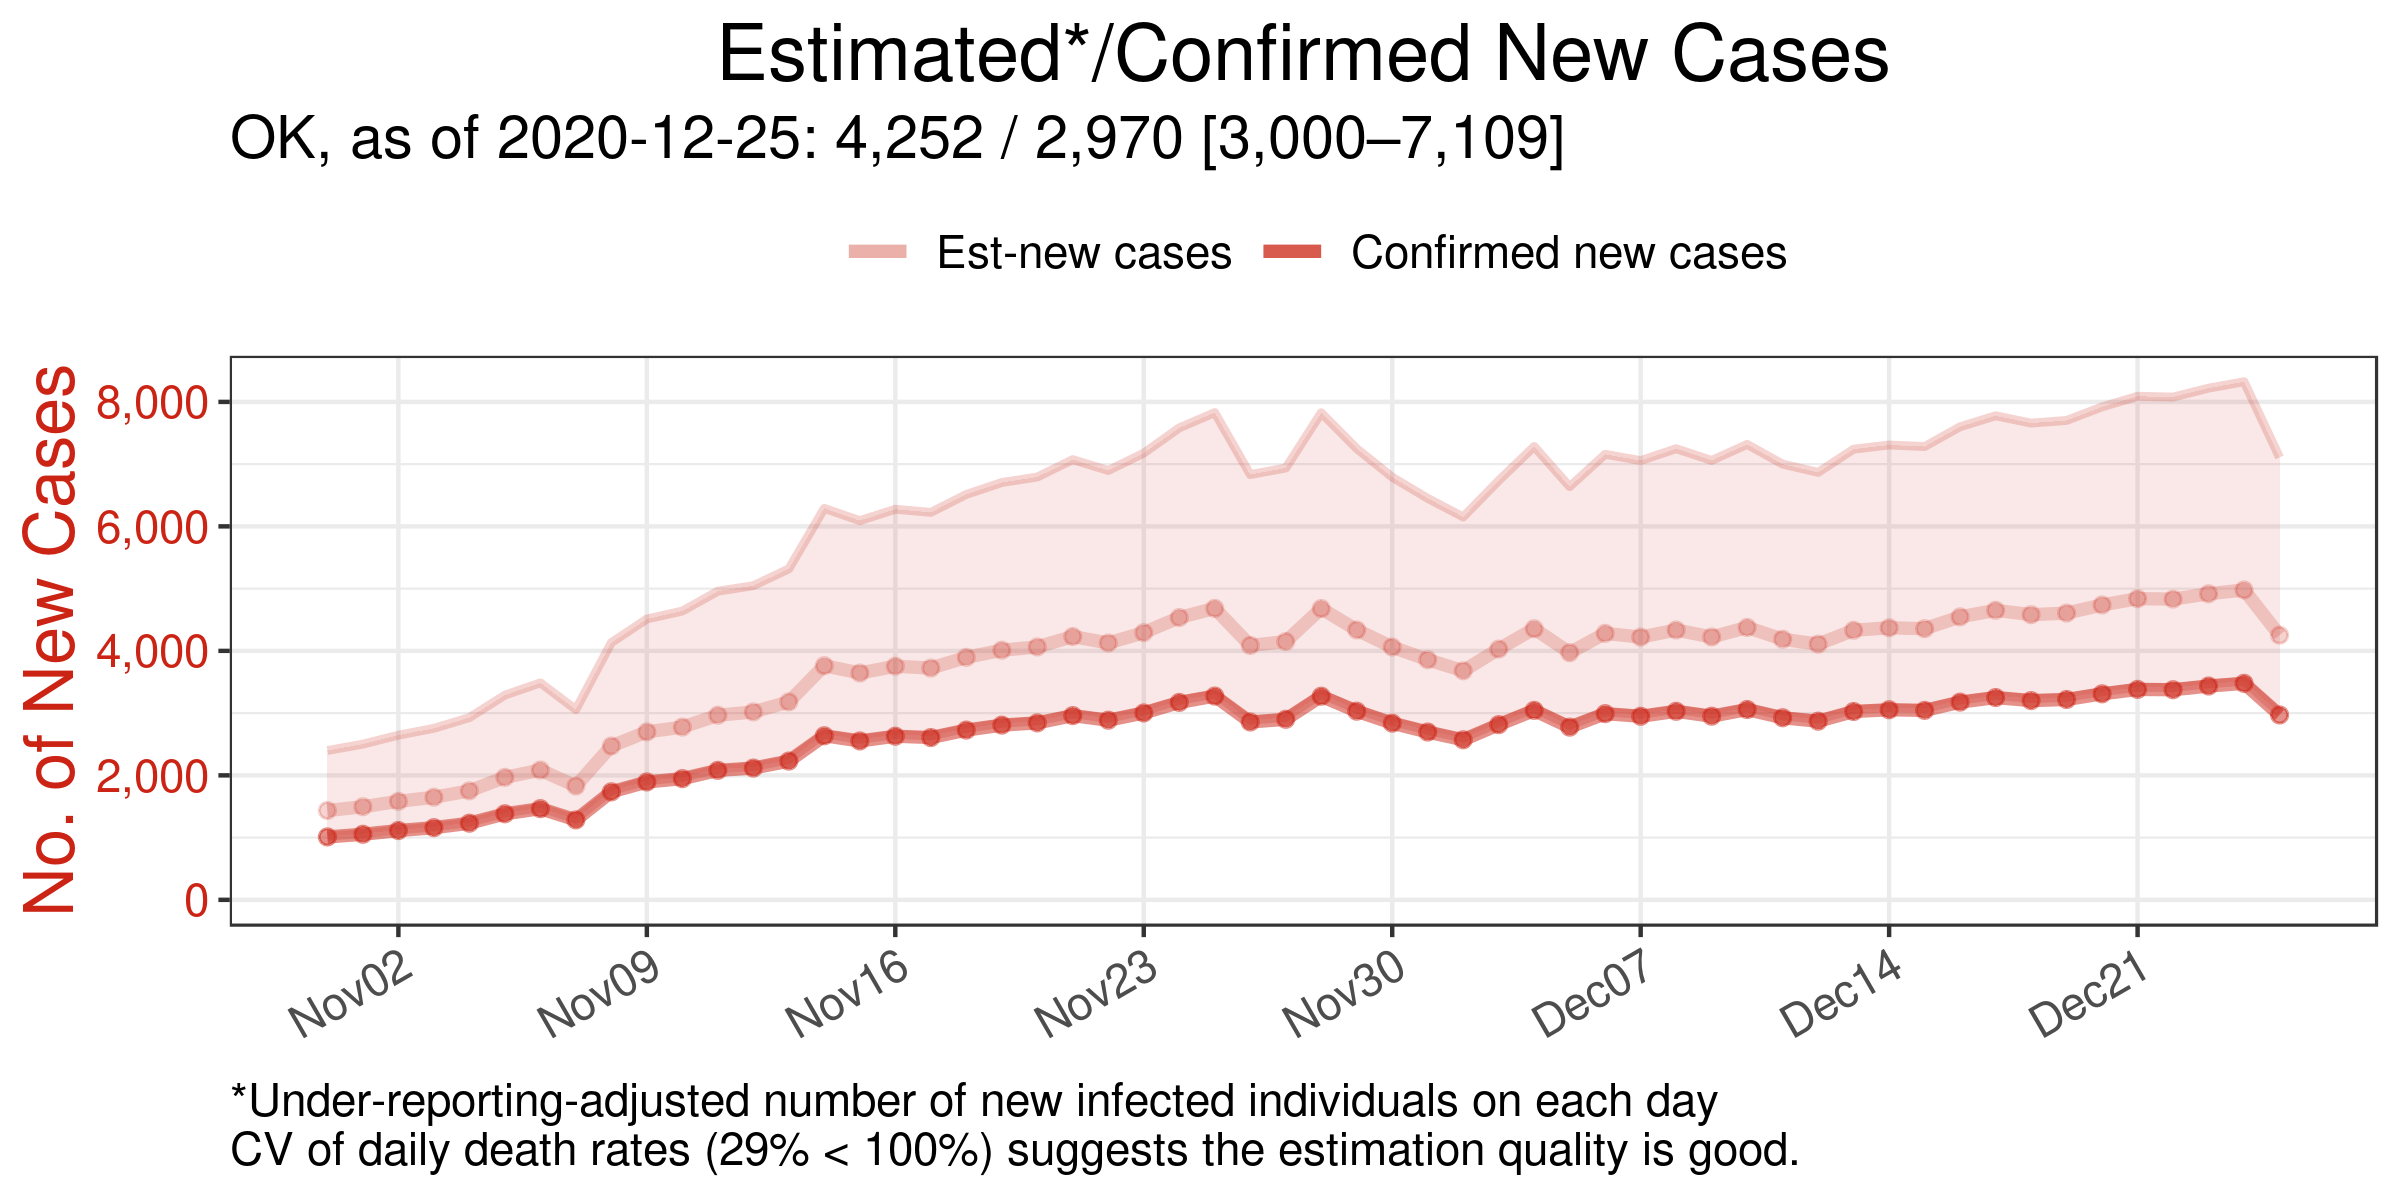 Estimated*/Confirmed New Cases
OK, as of 2020-12-25: 4,252 / 2,970 [3,000–7,109]
Est-new cases
Confirmed new cases
No. of New Cases
8,000
6,000
4,000
2,000
0
Nov02
Nov09
Nov16
Nov23
Nov30
Dec07
Dec14
Dec21
*Under-reporting-adjusted number of new infected individuals on each day
CV of daily death rates (29% < 100%) suggests the estimation quality is good.